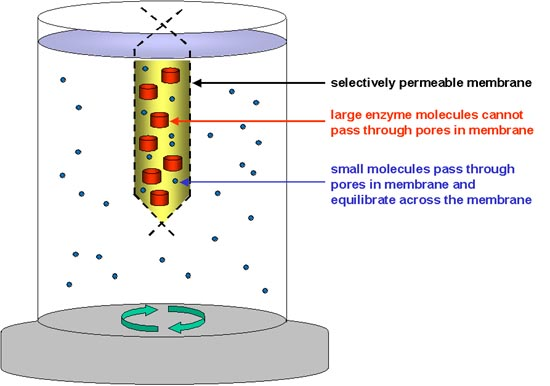 selectively permeable membrane
large enzyme molecules cannot
pass through pores in membrane
small molecules pass through
pores in membrane and
equilibrate across the membrane